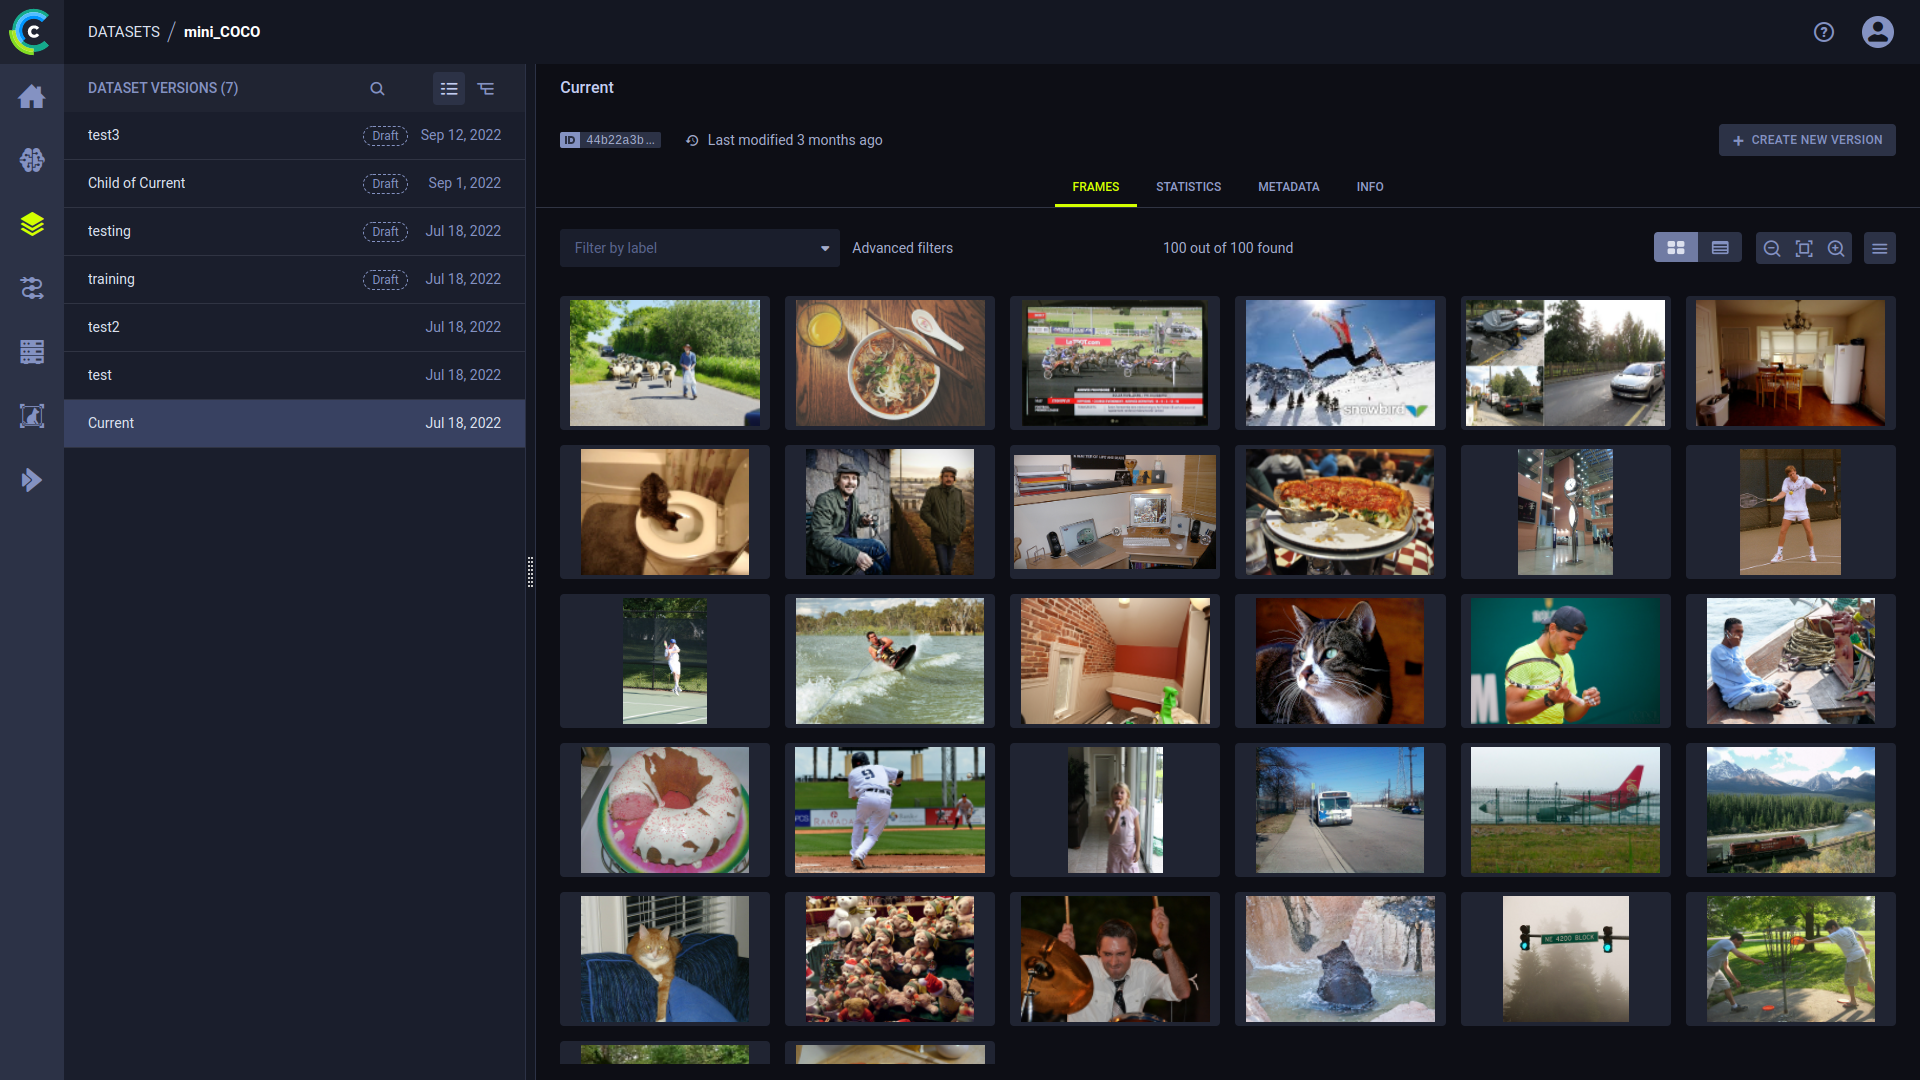 DATASETS / mini_COCO
DATASET VERSIONS (7)
test3 Draft Sep 12, 2022
Child of Current Draft Sep 1, 2022
testing Draft Jul 18, 2022
training Draft Jul 18, 2022
test2 Jul 18, 2022
test Jul 18, 2022
Current Jul 18, 2022
Current
ID 44b22a3b...
Last modified 3 months ago
+ CREATE NEW VERSION
FRAMES STATISTICS METADATA INFO
Filter by label
Advanced filters
100 out of 100 found
snowbird
9
RAMADA
NE 4200 BLOCK